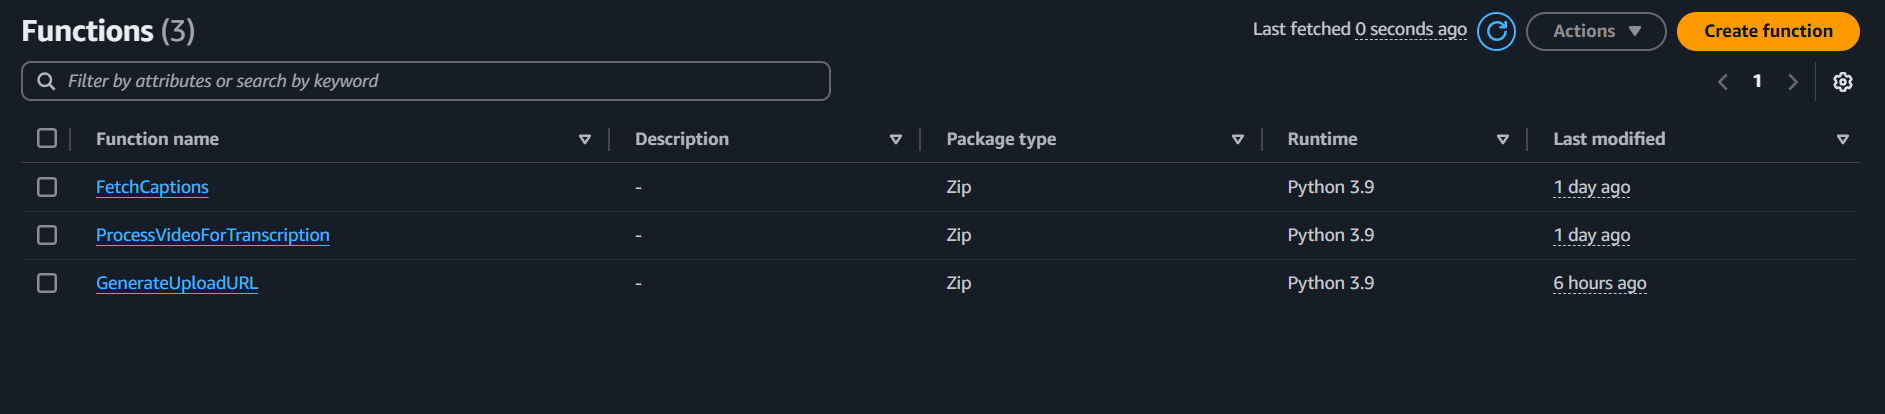 Functions (3)
Last fetched 0 seconds ago
Actions
Create function
Filter by attributes or search by keyword
1
Function name Description Package type Runtime Last modified
FetchCaptions - Zip Python 3.9 1 day ago
ProcessVideoForTranscription - Zip Python 3.9 1 day ago
GenerateUploadURL - Zip Python 3.9 6 hours ago